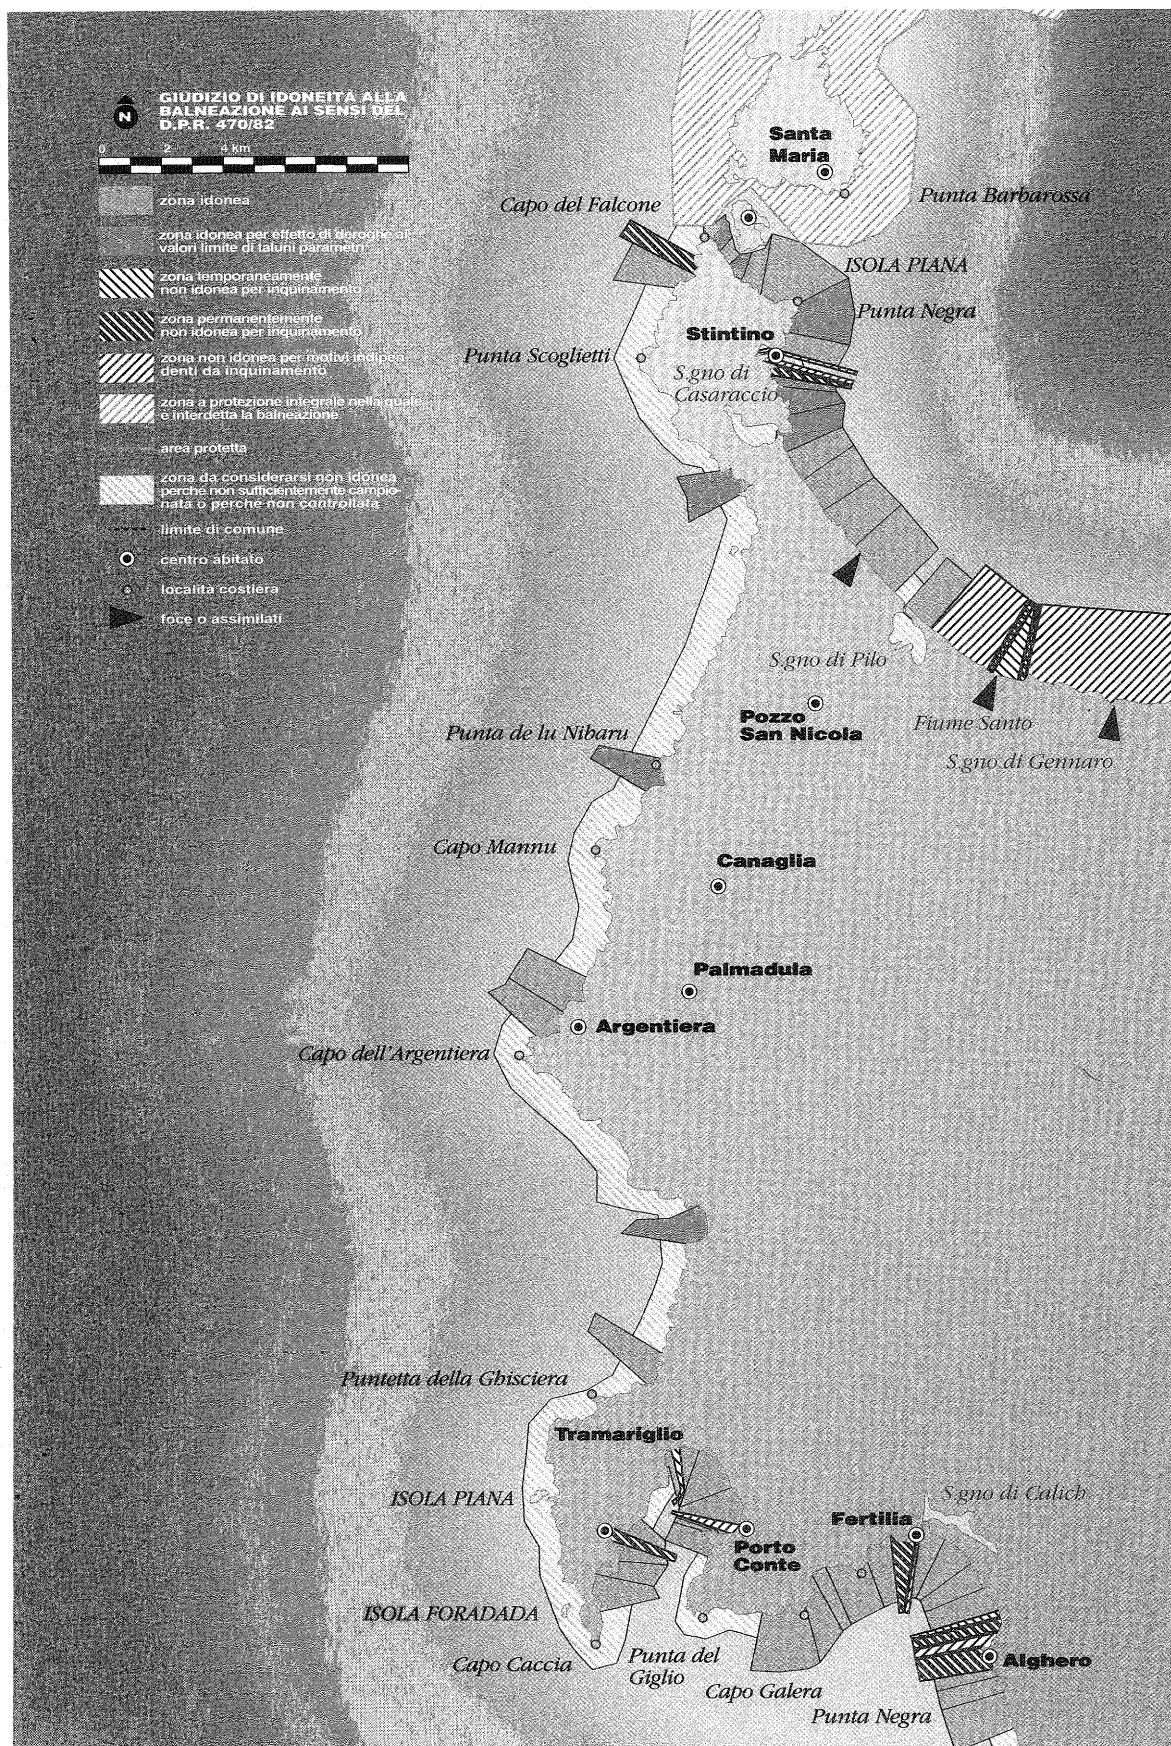 GIUDIZIO DI IDONEITÀ ALLA
BALNEAZIONE AI SENSI DEL
D.P.R. 470/82
N
0 2 4 km
zona idonea
zona idonea per effetto di deroghe ai
valori limite di taluni parametri
zona temporaneamente
non idonea per inquinamento
zona permanentemente
non idonea per inquinamento
zona non idonea per motivi indipen-
denti da inquinamento
zona a protezione integrale nella quale
è interdetta la balneazione
area protetta
zona da considerarsi non idonea
perché non sufficientemente campio-
nata o perché non controllata
limite di comune
centro abitato
località costiera
foce o assimilati
Santa
Maria
Punta Barbarossa
Capo del Falcone
ISOLA PIANA
Punta Negra
Stintino
Punta Scoglietti
S.gno di
Casaraccio
S.gno di Pilo
Pozzo
San Nicola
Fiume Santo
Punta de lu Nibaru
S.gno di Gennaro
Capo Mannu
Canaglia
Palmadula
Argentiera
Capo dell'Argentiera
Puntetta della Ghisciera
Tramariglio
ISOLA PIANA
S.gno di Calich
Fertilia
Porto
Conte
ISOLA FORADADA
Capo Caccia
Punta del
Giglio
Alghero
Capo Galera
Punta Negra